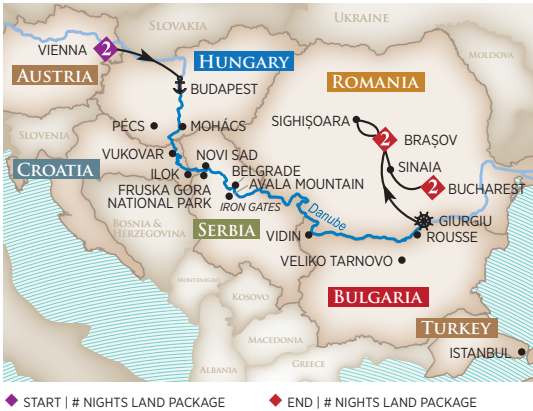 UKRAINE
VIENNA
2
AUSTRIA
HUNGARY
MOLDOVA
BUDAPEST
ROMANIA
SIGHIȘOARA
SLOVENIA
PÉCS
MOHÁCS
2
BRAȘOV
VUKOVAR
NOVI SAD
CROATIA
ILOK
BELGRADE
SINAIA
FRUSKA GORA
NATIONAL PARK
AVALA MOUNTAIN
2
BUCHAREST
IRON GATES
Danube
BOSNIA &
HERZEGOVINA
SERBIA
GIURGIU
VIDIN
ROUSSE
VELIKO TARNOVO
MONTENEGRO
KOSOVO
BULGARIA
TURKEY
MACEDONIA
ISTANBUL
ALBANIA
GREECE
START | # NIGHTS LAND PACKAGE
END | # NIGHTS LAND PACKAGE